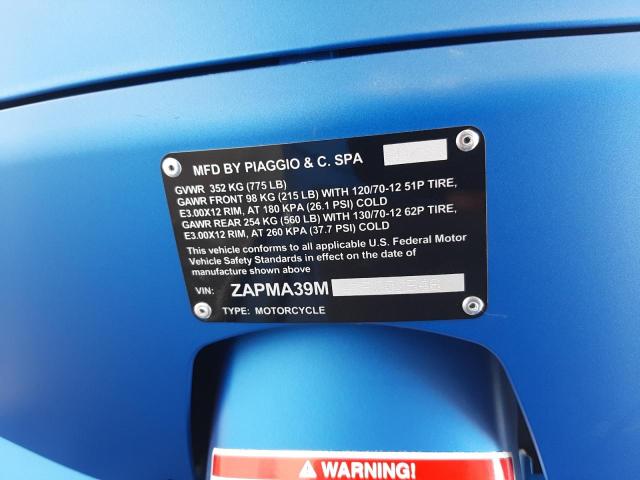 MFD BY PIAGGIO & C. SPA
GVWR 352 KG (775 LB)
GAWR FRONT 98 KG (215 LB) WITH 120/70-12 51P TIRE,
E3.00X12 RIM, AT 180 KPA (26.1 PSI) COLD
GAWR REAR 254 KG (560 LB) WITH 130/70-12 62P TIRE,
E3.00X12 RIM, AT 260 KPA (37.7 PSI) COLD
This vehicle conforms to all applicable U.S. Federal Motor
Vehicle Safety Standards in effect on the date of
manufacture shown above
VIN: ZAPMA39M
TYPE: MOTORCYCLE
WARNING!